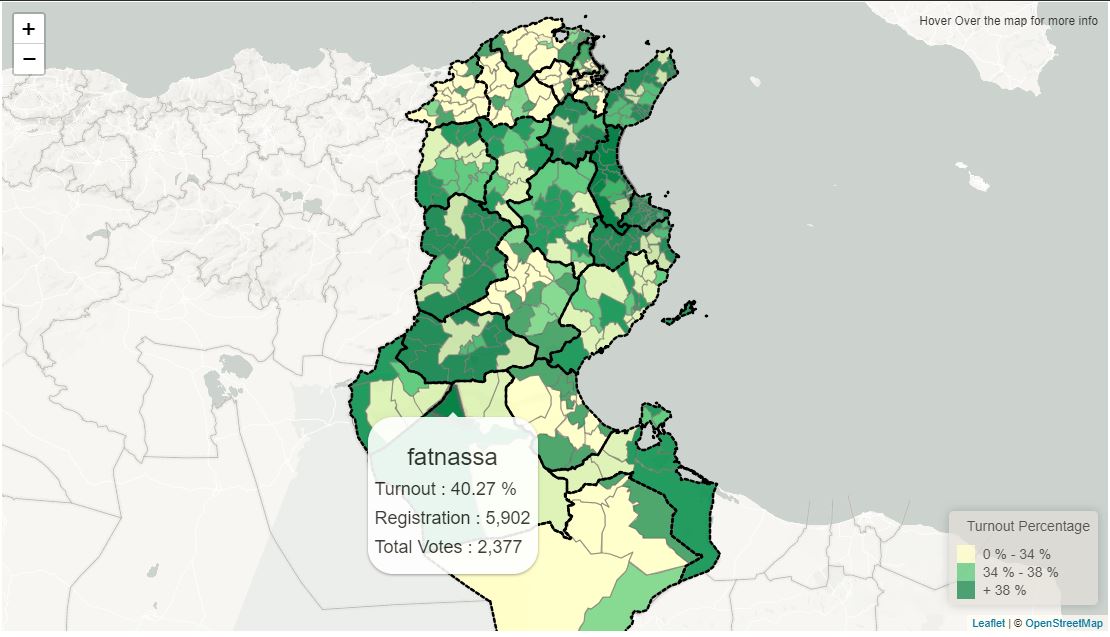 +
−
Hover Over the map for more info
fatnassa
Turnout : 40.27 %
Registration : 5,902
Total Votes : 2,377
Turnout Percentage
0 % - 34 %
34 % - 38 %
+ 38 %
Leaflet | © OpenStreetMap